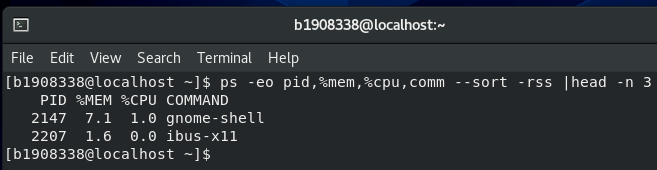 b1908338@localhost:~
File Edit View Search Terminal Help
[b1908338@localhost ~]$ ps -eo pid,%mem,%cpu,comm --sort -rss |head -n 3
    PID %MEM %CPU COMMAND
   2147  7.1  1.0 gnome-shell
   2207  1.6  0.0 ibus-x11
[b1908338@localhost ~]$